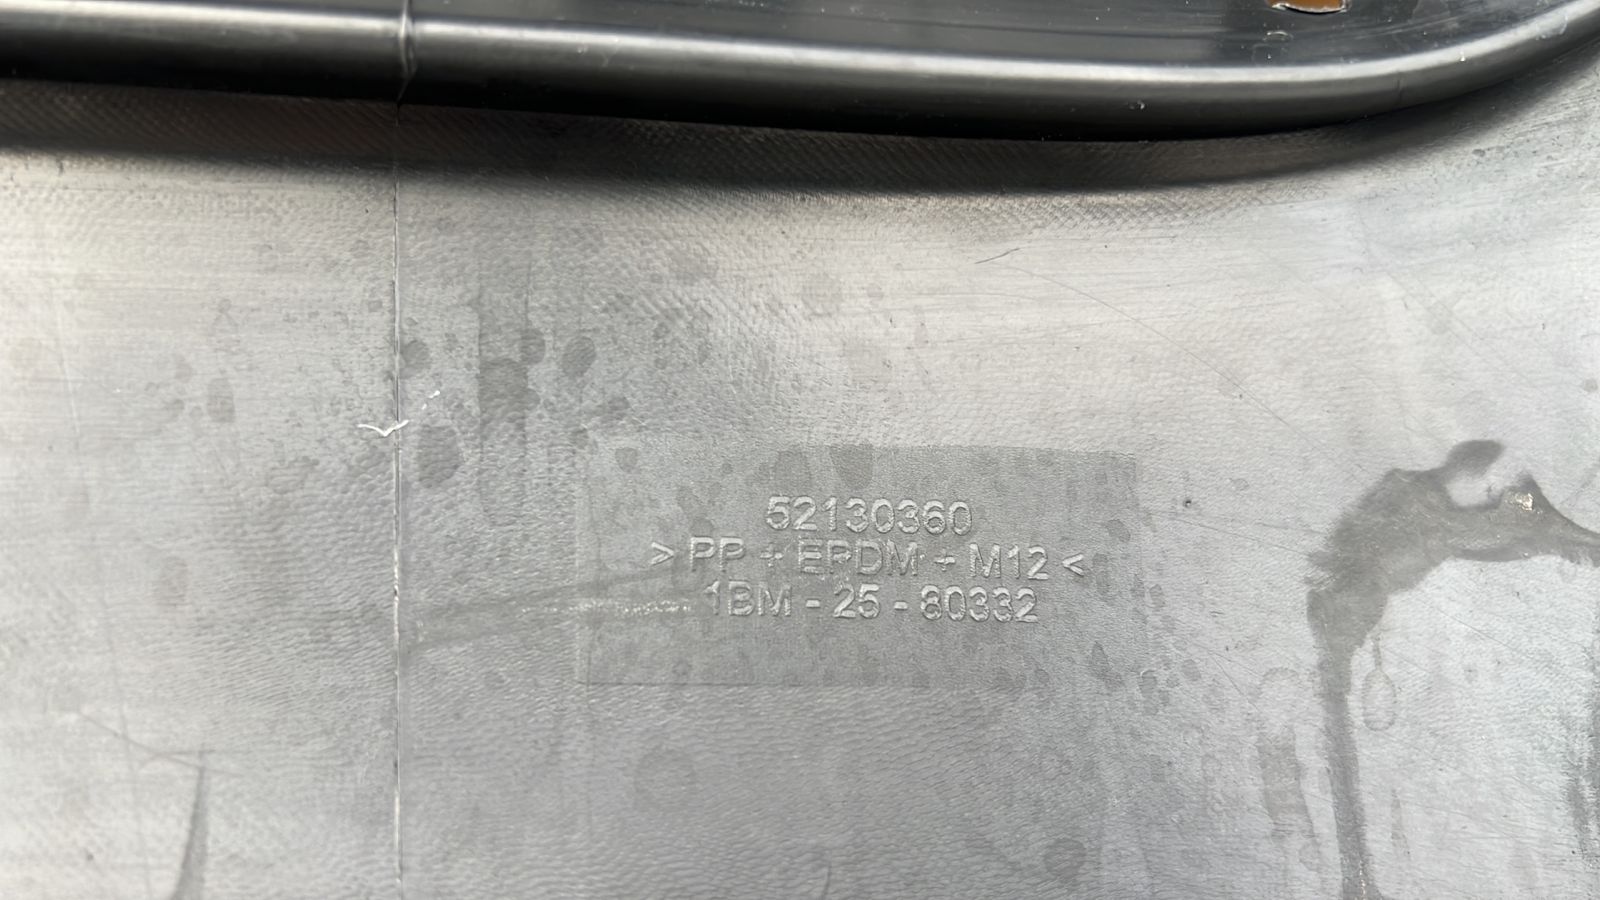 52130360
> PP + EPDM + M12 <
1BM - 25 - 80332